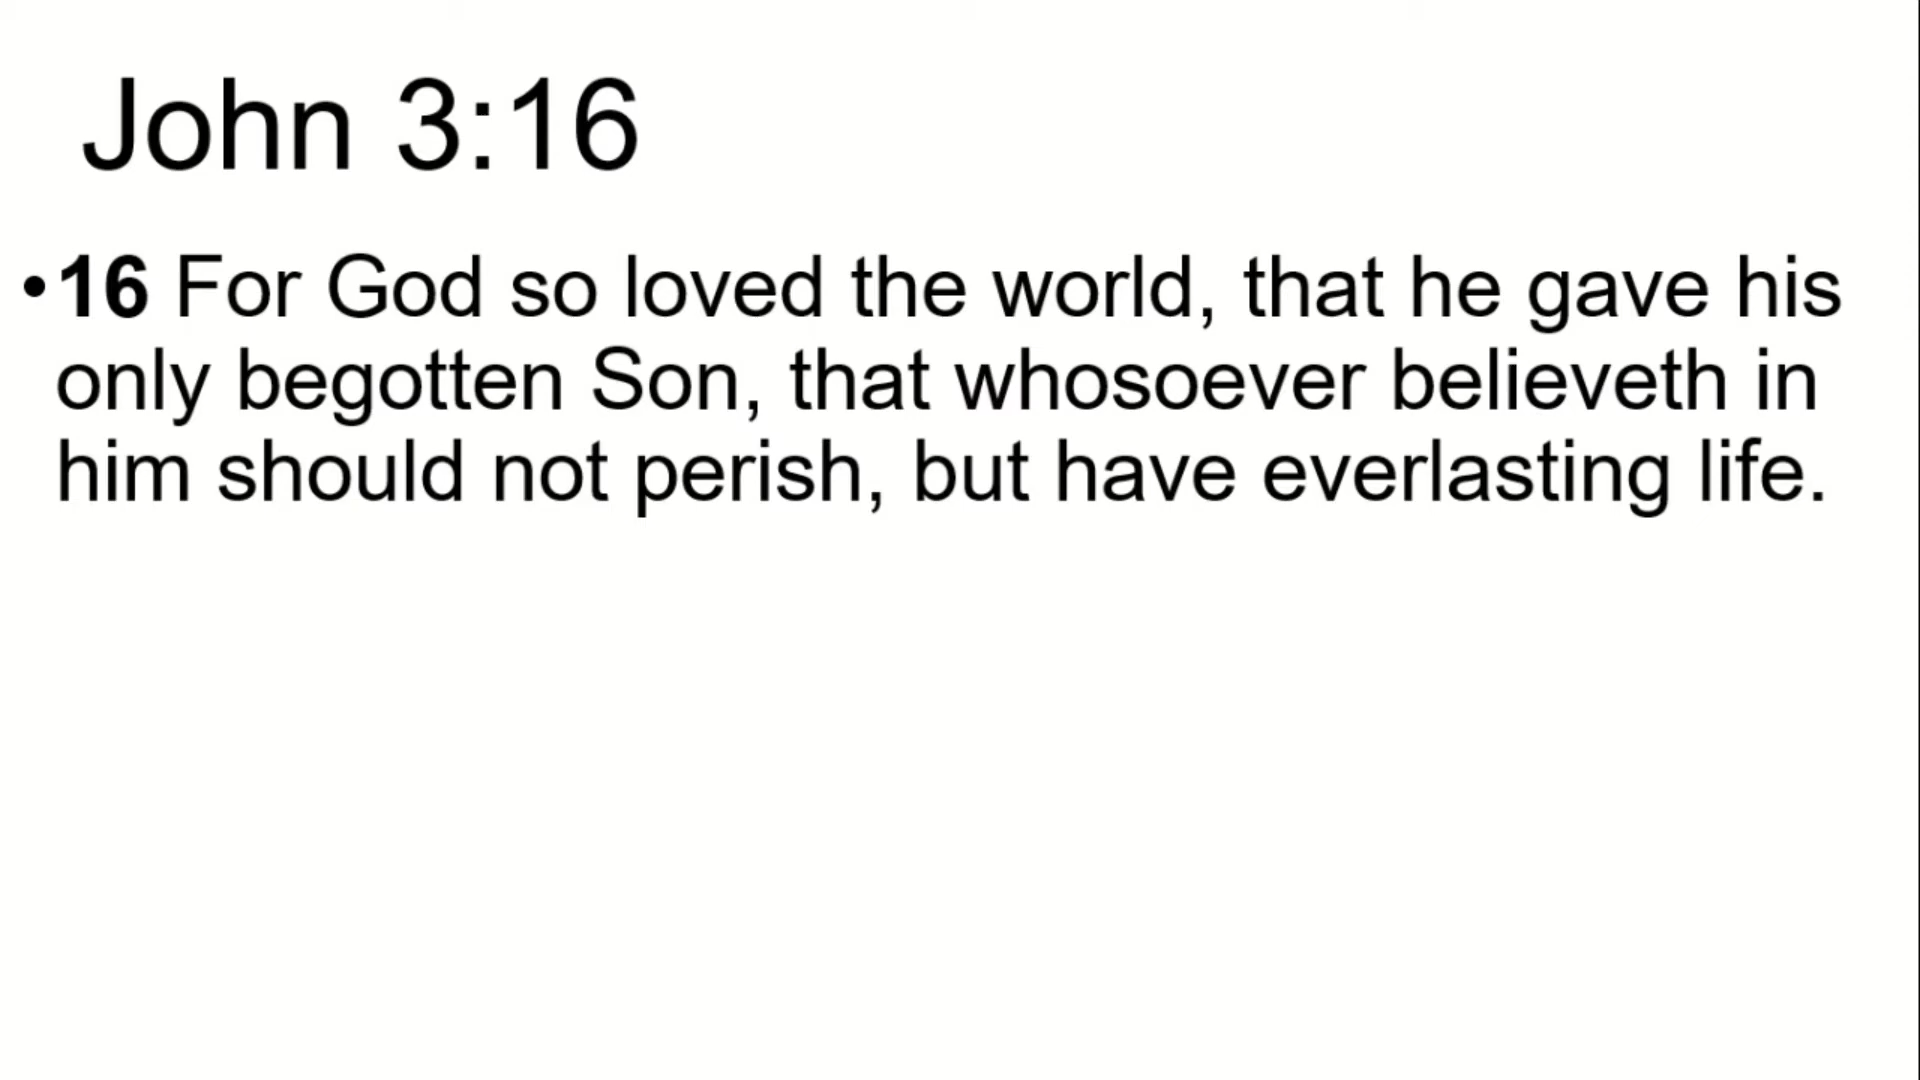 John 3:16
•16 For God so loved the world, that he gave his
only begotten Son, that whosoever believeth in
him should not perish, but have everlasting life.